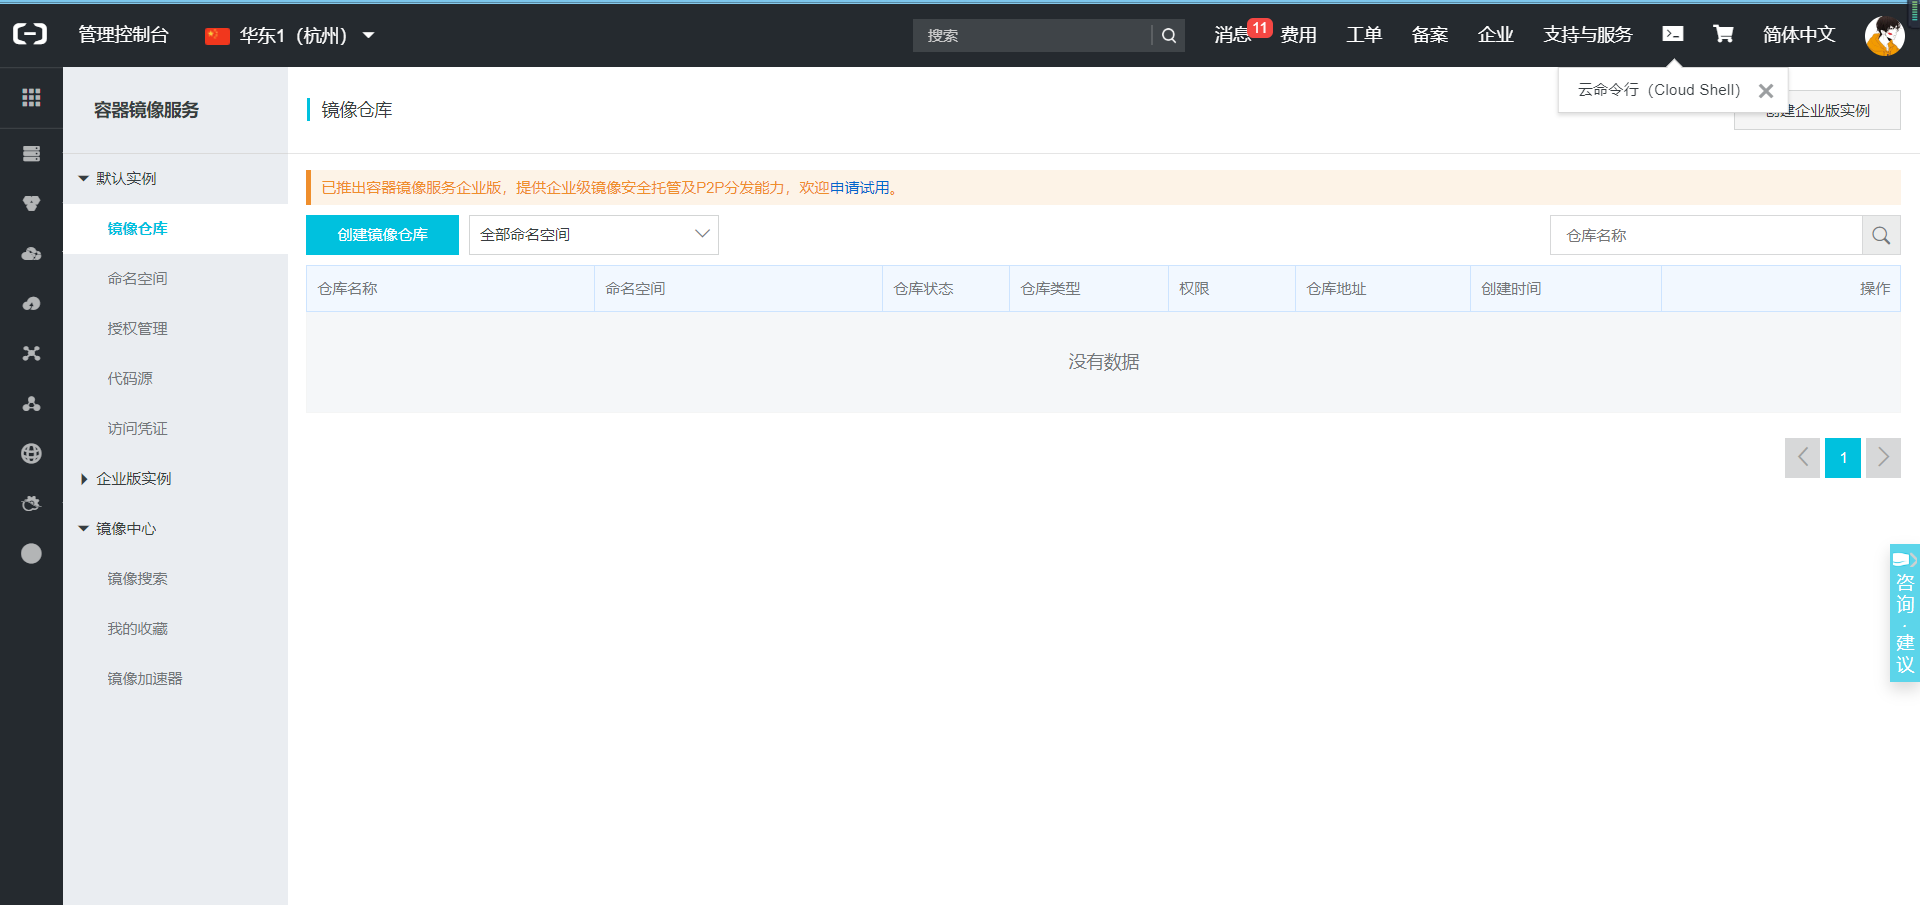 管理控制台
华东1（杭州）
搜索
消息
11
费用
工单
备案
企业
支持与服务
简体中文
云命令行（Cloud Shell）
创建企业版实例
容器镜像服务
默认实例
镜像仓库
命名空间
授权管理
代码源
访问凭证
企业版实例
镜像中心
镜像搜索
我的收藏
镜像加速器
镜像仓库
已推出容器镜像服务企业版，提供企业级镜像安全托管及P2P分发能力，欢迎申请试用。
创建镜像仓库
全部命名空间
仓库名称
仓库名称
命名空间
仓库状态
仓库类型
权限
仓库地址
创建时间
操作
没有数据
1
咨询·建议